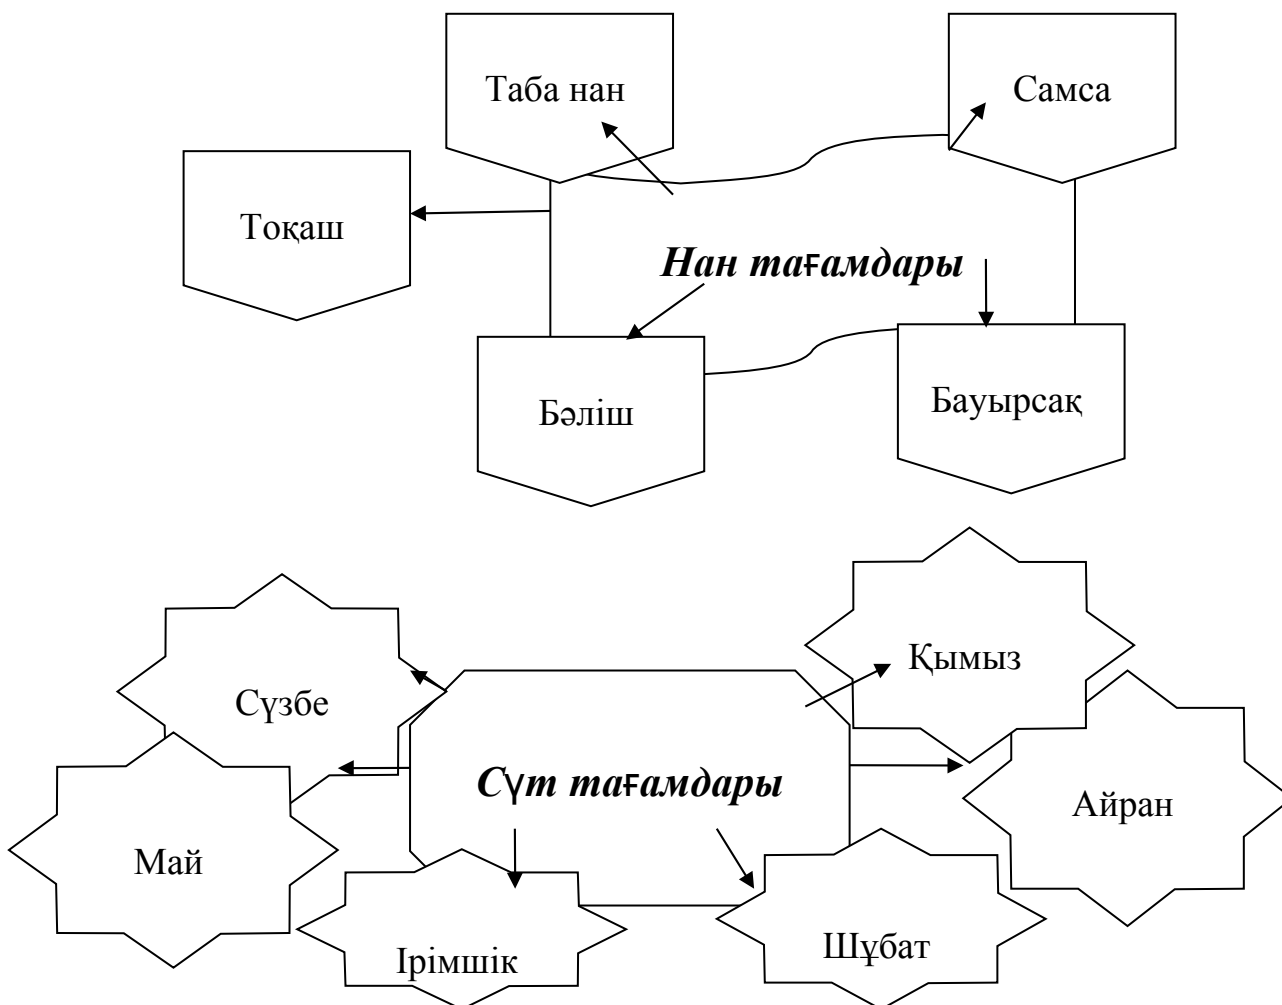 Таба нан
Самса
Тоқаш
Нан тағамдары
Бәліш
Бауырсақ
Қымыз
Сүзбе
Сүт тағамдары
Айран
Май
Ірімшік
Шұбат